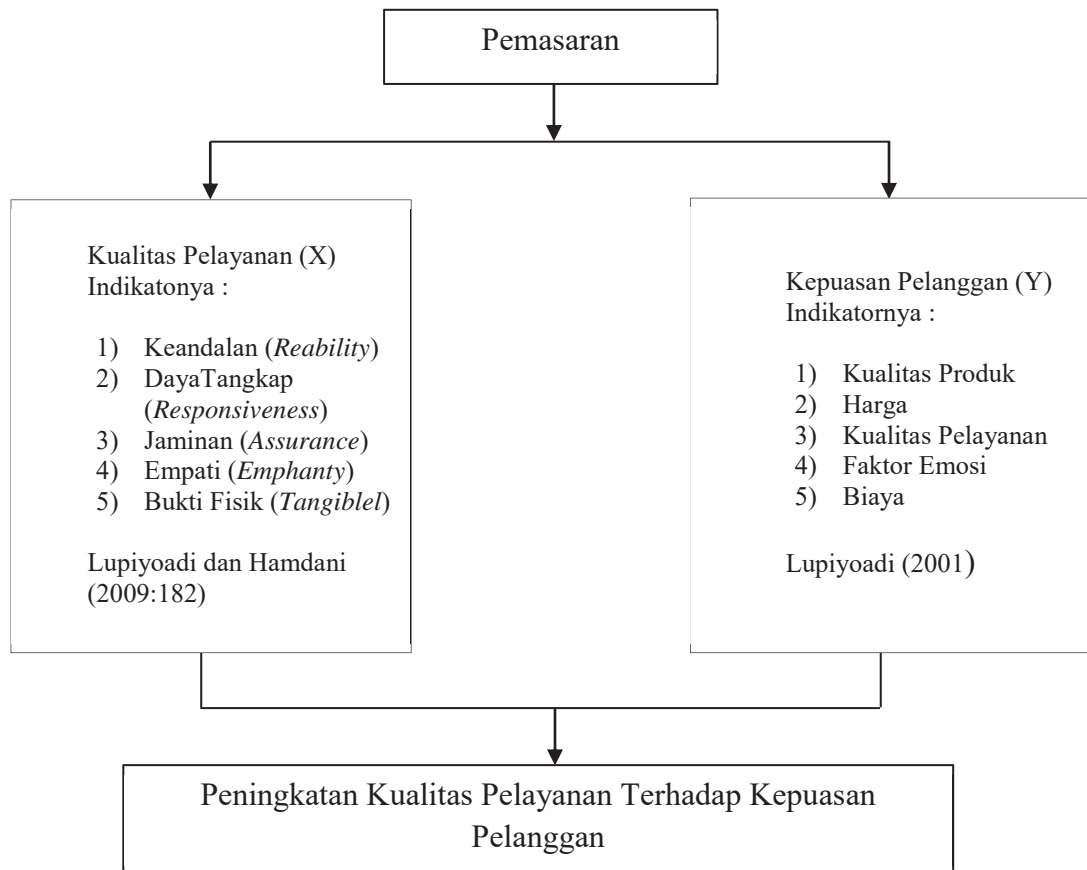 Pemasaran
Kualitas Pelayanan (X)
Indikatonya :
1) Keandalan (Reability)
2) DayaTangkap
(Responsiveness)
3) Jaminan (Assurance)
4) Empati (Emphanty)
5) Bukti Fisik (Tangiblel)
Lupiyoadi dan Hamdani
(2009:182)
Kepuasan Pelanggan (Y)
Indikatornya :
1) Kualitas Produk
2) Harga
3) Kualitas Pelayanan
4) Faktor Emosi
5) Biaya
Lupiyoadi (2001)
Peningkatan Kualitas Pelayanan Terhadap Kepuasan
Pelanggan